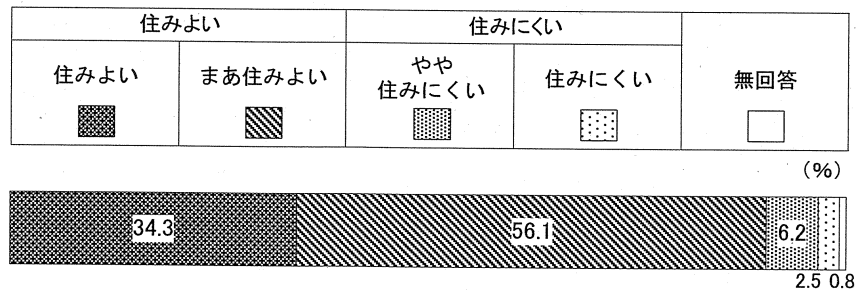 住みよい 住みにくい
住みよい まあ住みよい やや 住みにくい 住みにくい 無回答
(%)
34.3 56.1 6.2
2.5 0.8